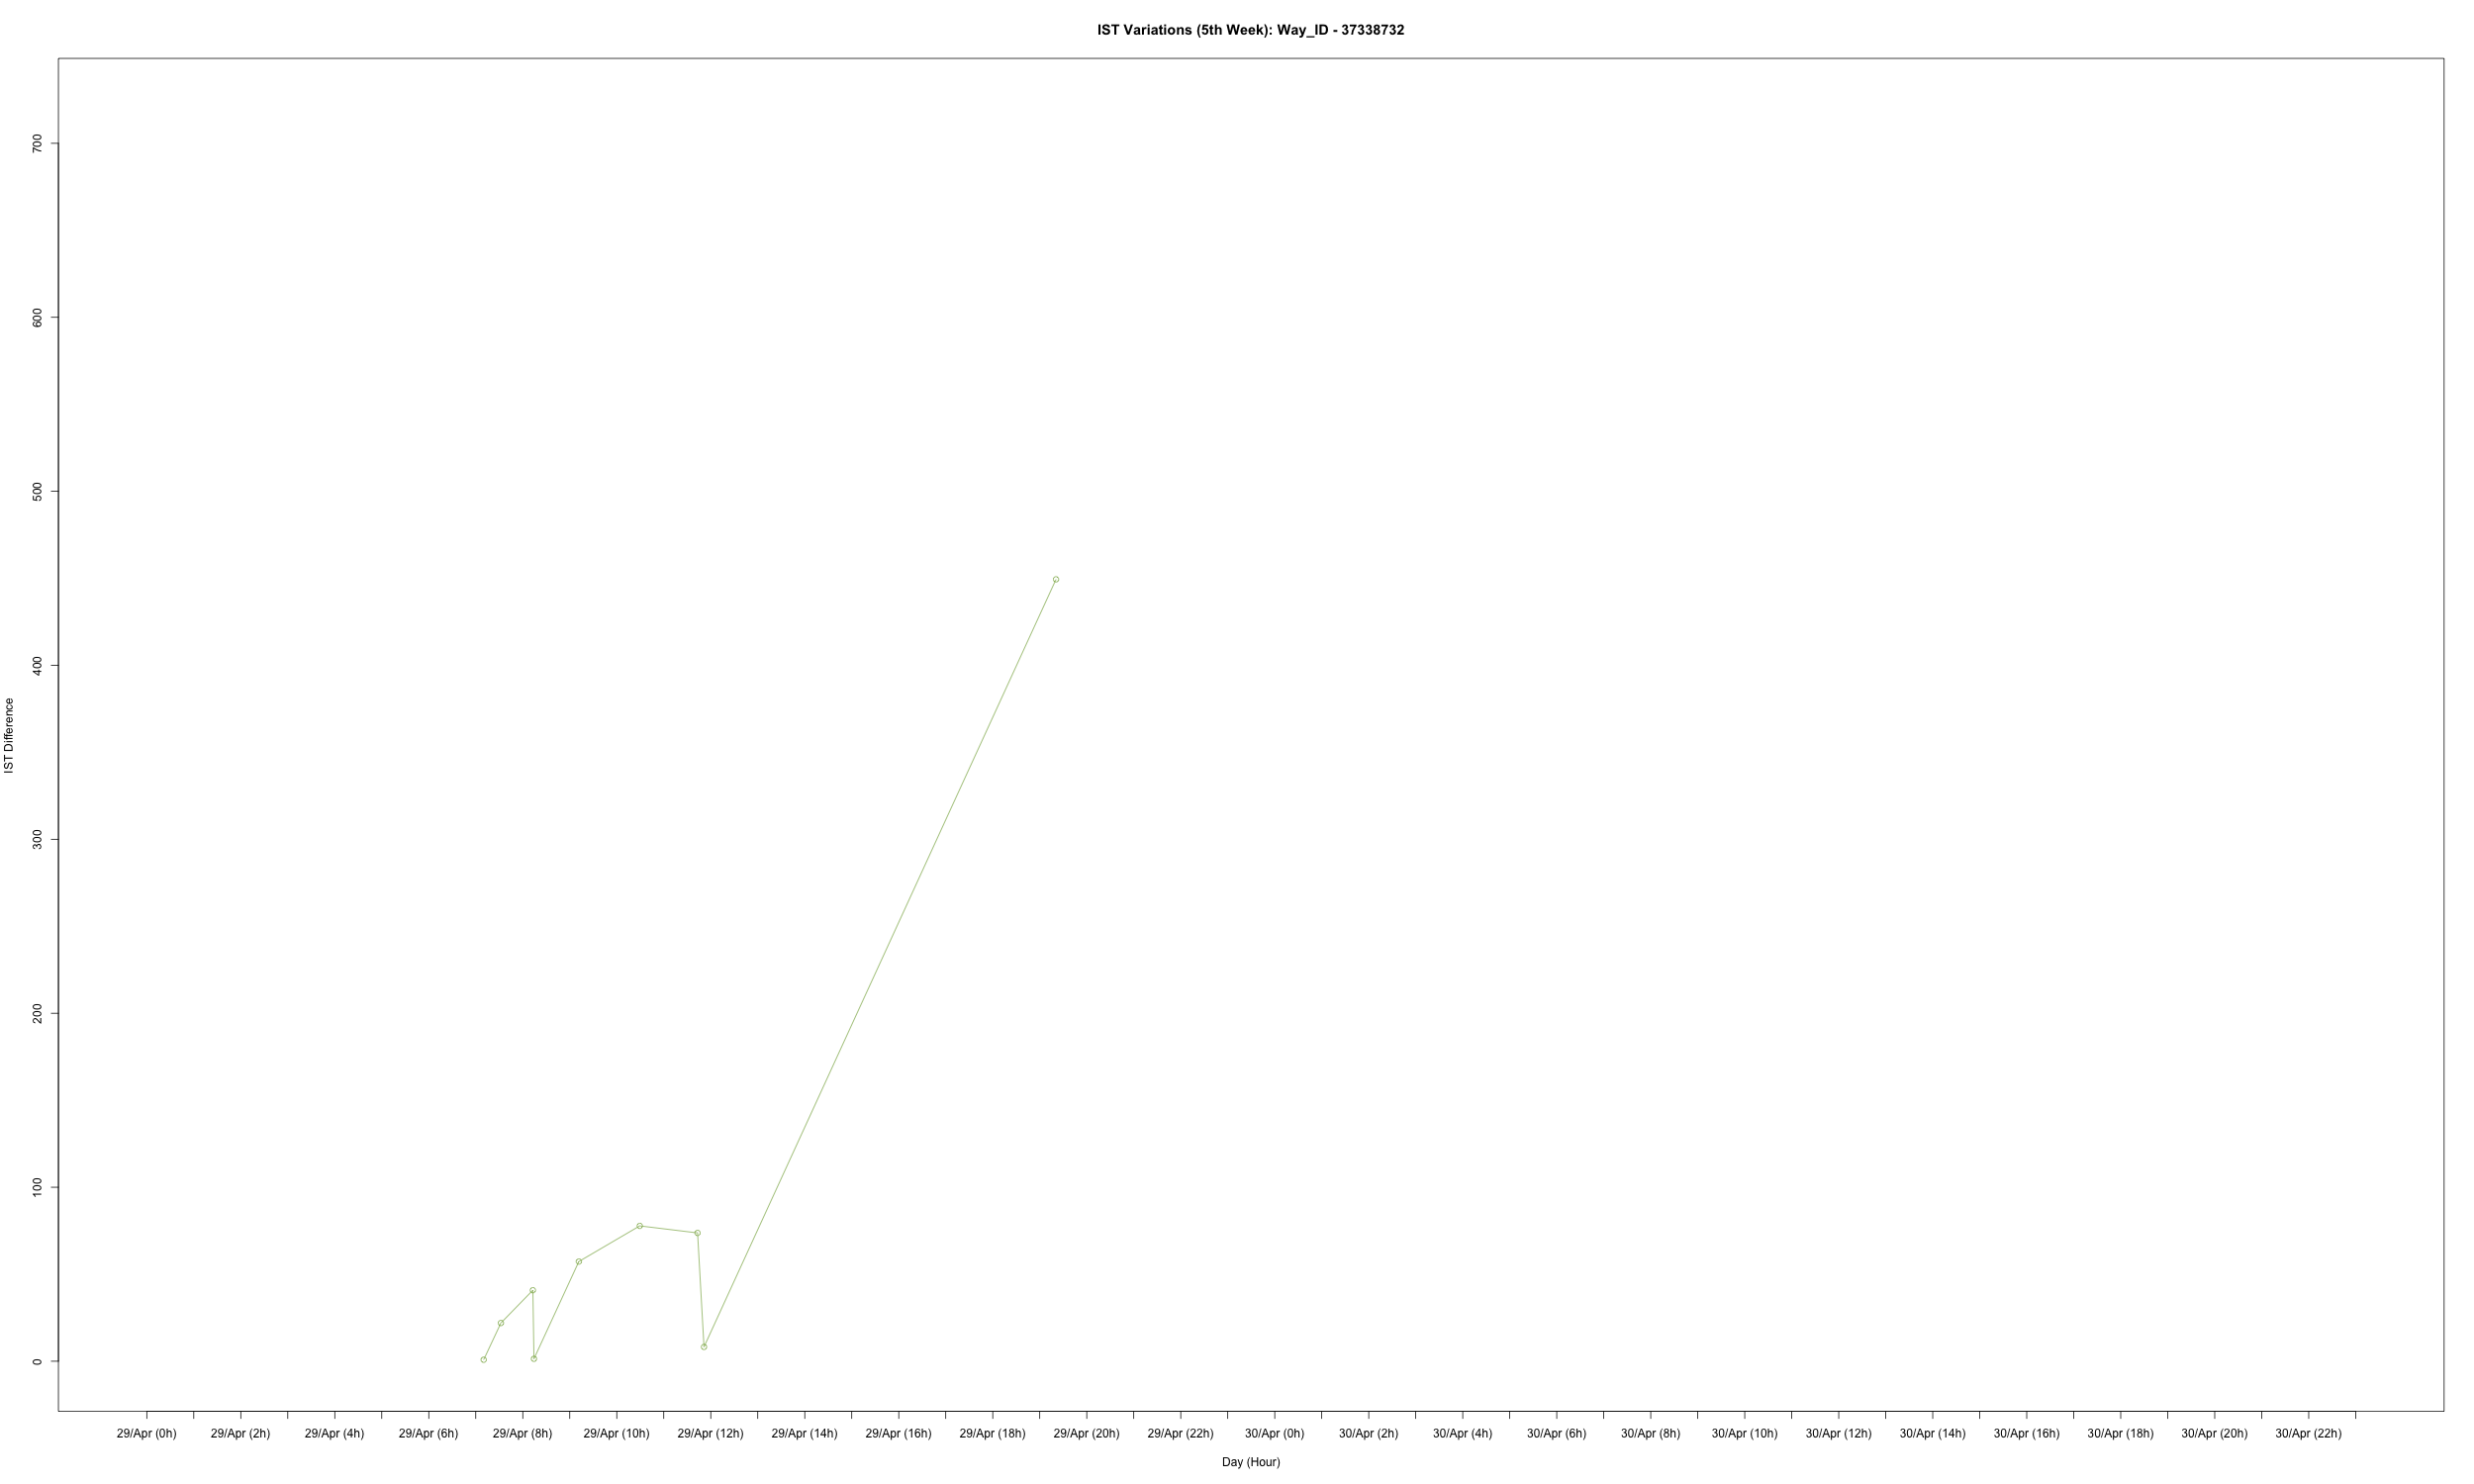 IST Variations (5th Week): Way_ID - 37338732
700
600
500
400
300
200
100
0
IST Difference
29/Apr (0h) 29/Apr (2h) 29/Apr (4h) 29/Apr (6h) 29/Apr (8h) 29/Apr (10h) 29/Apr (12h) 29/Apr (14h) 29/Apr (16h) 29/Apr (18h) 29/Apr (20h) 29/Apr (22h) 30/Apr (0h) 30/Apr (2h) 30/Apr (4h) 30/Apr (6h) 30/Apr (8h) 30/Apr (10h) 30/Apr (12h) 30/Apr (14h) 30/Apr (16h) 30/Apr (18h) 30/Apr (20h) 30/Apr (22h)
Day (Hour)